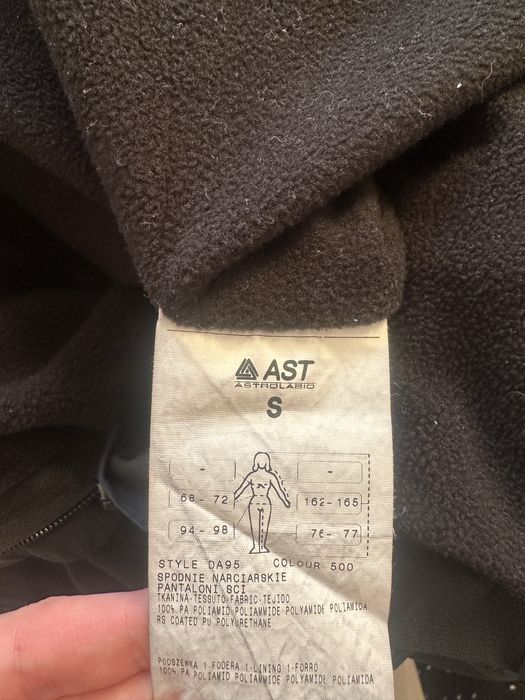 AST
ASTROLABIO
S
- -
68 - 72 162 - 165
94 - 98 76 - 77
STYLE DA95 COLOUR 500
SPODNIE NARCIARSKIE
PANTALONI SCI
TKANINA-TESSUTO-FABRIC-TEJIDO
100% PA POLIAMID POLIAMMIDE POLYAMIDE POLIAMIDA
RS COATED PU POLYURETHANE
PODSZEWKA 1-FODERA 1-LINING 1-FORRO
100% PA POLIAMID POLIAMMIDE POLYAMIDE POLIAMIDA